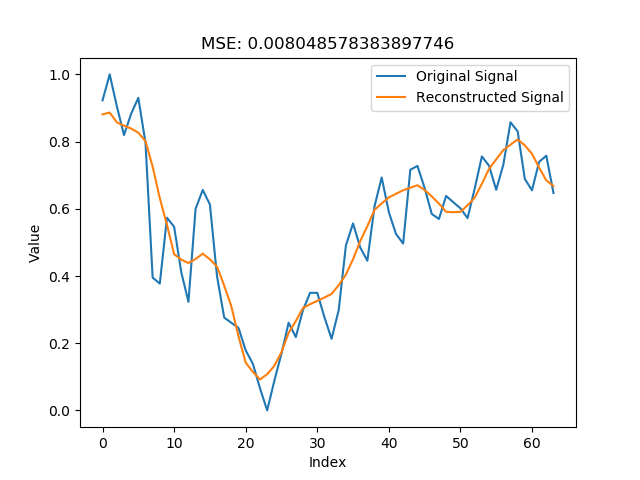 MSE: 0.008048578383897746
Original Signal
Reconstructed Signal
Value
1.0
0.8
0.6
0.4
0.2
0.0
0 10 20 30 40 50 60
Index